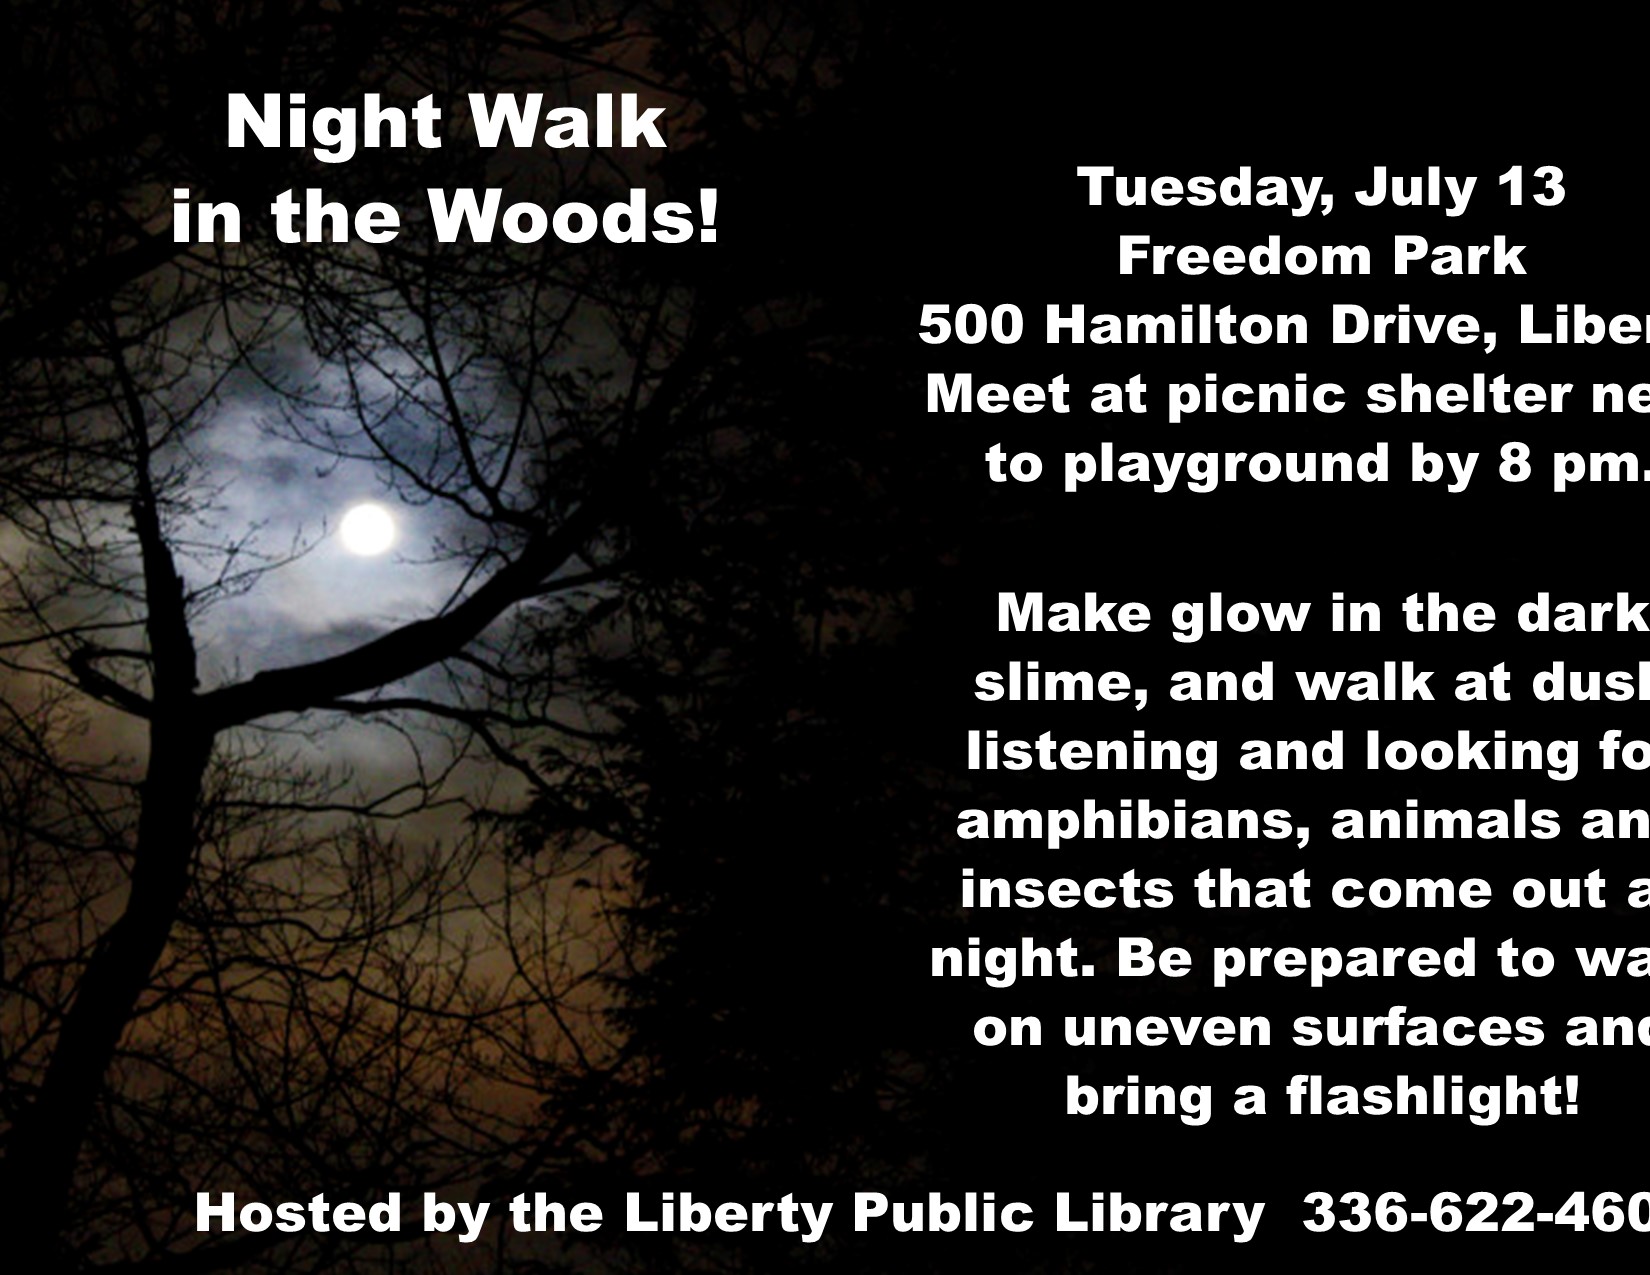 Night Walk
in the Woods!
Tuesday, July 13
Freedom Park
500 Hamilton Drive, Liber
Meet at picnic shelter ne
to playground by 8 pm.
Make glow in the dark
slime, and walk at dusk
listening and looking fo
amphibians, animals an
insects that come out a
night. Be prepared to wa
on uneven surfaces and
bring a flashlight!
Hosted by the Liberty Public Library 336-622-460